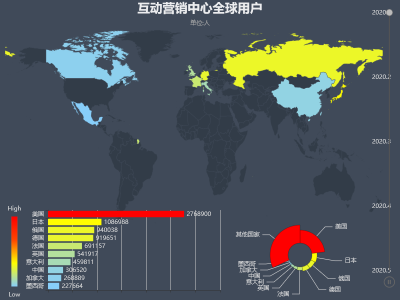 互动营销中心全球用户
单位:人
2020
2020.2
2020.3
2020.4
2020.5
High
Low
美国 2768900
日本 1086988
俄国 940038
德国 919651
法国 691157
英国 541917
意大利 459811
中国 306520
加拿大 268889
墨西哥 227664
其他国家
美国
日本
俄国
德国
法国
英国
意大利
中国
加拿大
墨西哥